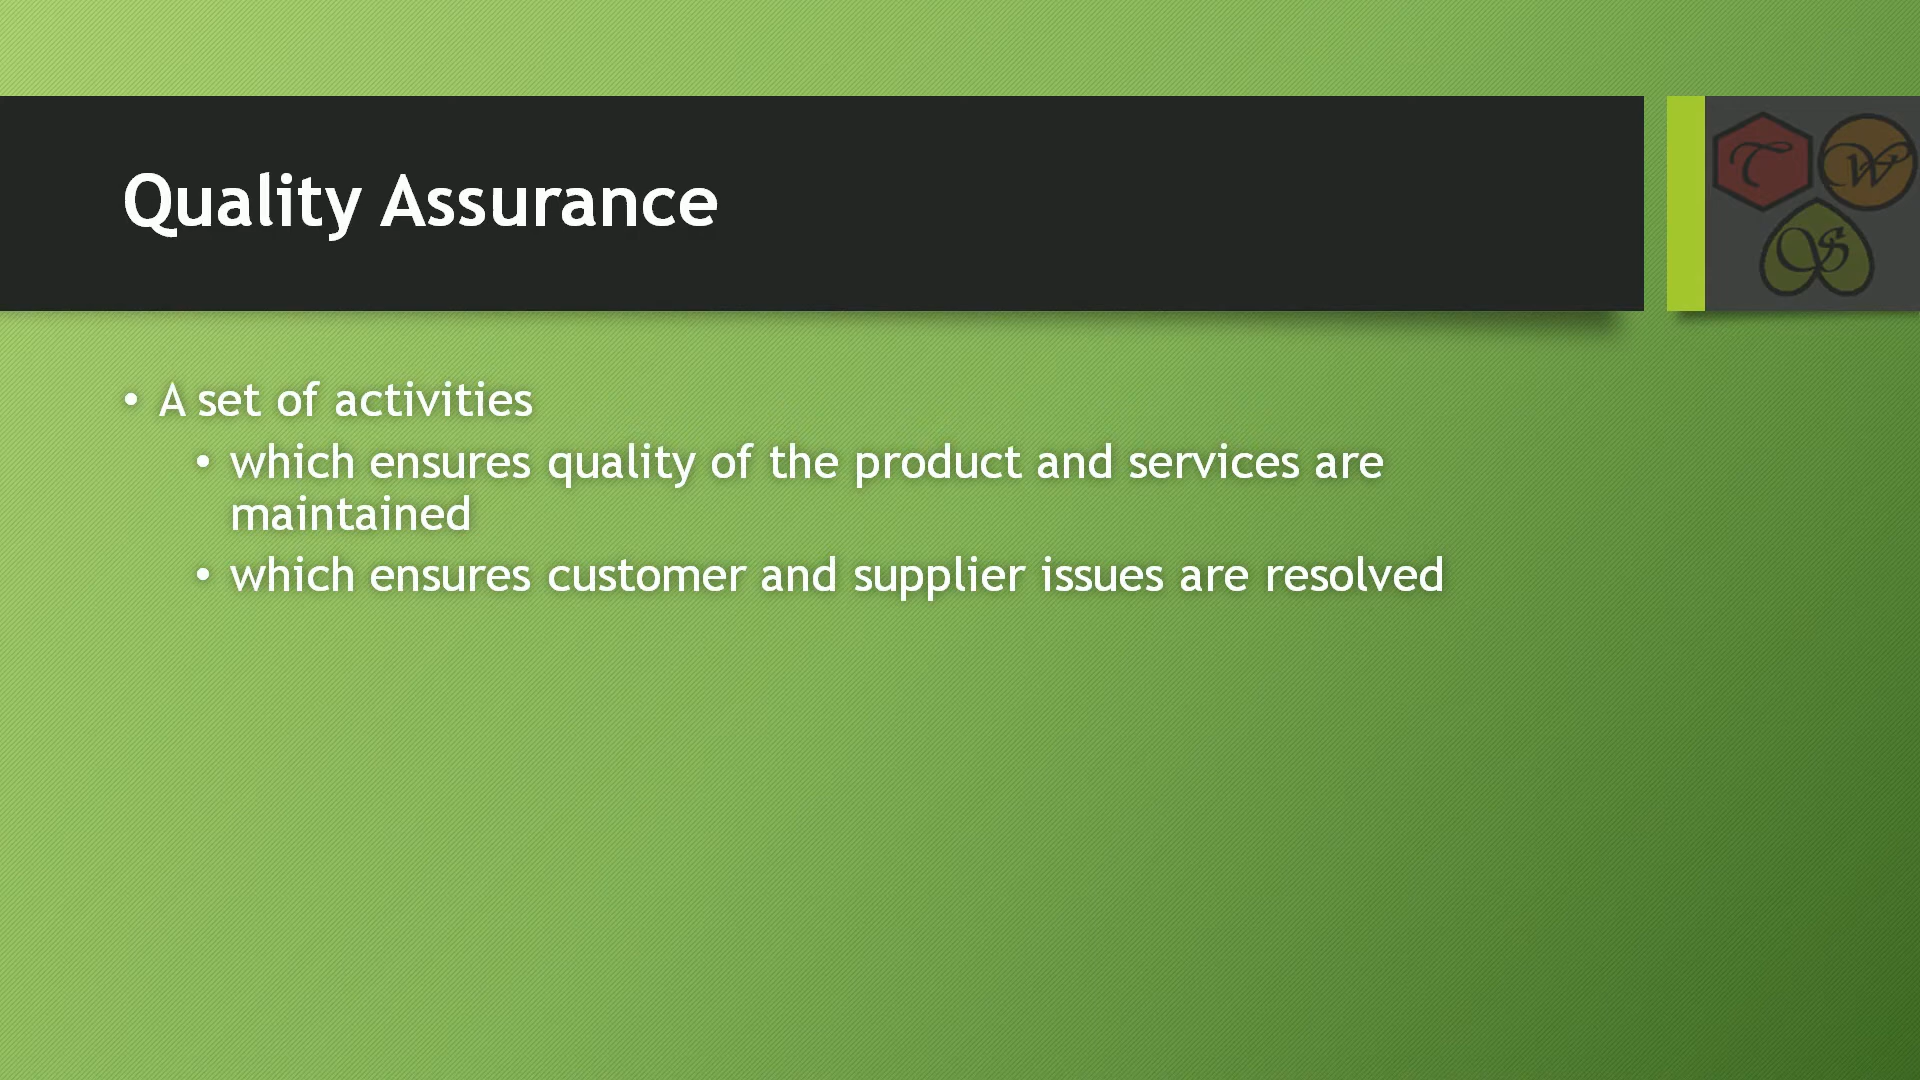 Quality Assurance
T W
S
• A set of activities
• which ensures quality of the product and services are
maintained
• which ensures customer and supplier issues are resolved